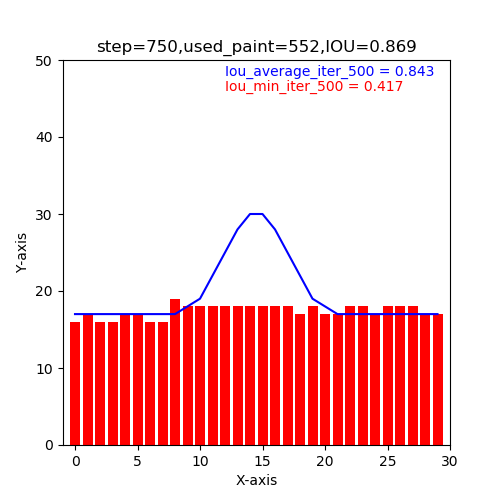 step=750,used_paint=552,IOU=0.869
Iou_average_iter_500 = 0.843
Iou_min_iter_500 = 0.417
50
40
30
20
10
0
Y-axis
0 5 10 15 20 25 30
X-axis